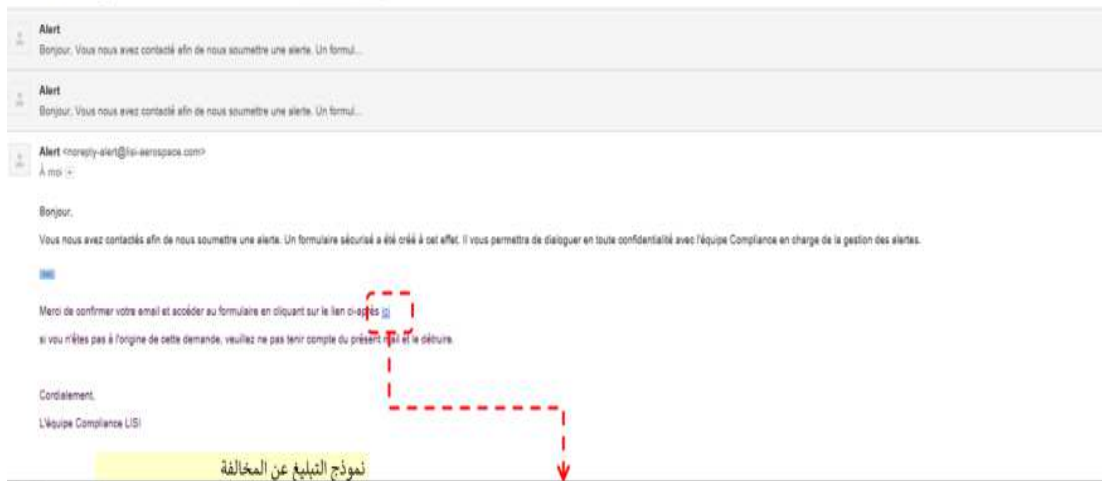 Alert
Bonjour, Vous nous avez contacté afin de nous soumettre une alerte. Un formul...
Alert
Bonjour, Vous nous avez contacté afin de nous soumettre une alerte. Un formul...
Alert <noreply-alert@lisi-aerospace.com>
À moi
Bonjour,
Vous nous avez contactés afin de nous soumettre une alerte. Un formulaire sécurisé a été créé à cet effet. Il vous permettra de dialoguer en toute confidentialité avec l'équipe Compliance en charge de la gestion des alertes.
Merci de confirmer votre email et accéder au formulaire en cliquant sur le lien ci-après ici
si vou n'êtes pas à l'origine de cette demande, veuillez ne pas tenir compte du présent mail et le détruire.
Cordialement,
L'équipe Compliance LISI
نموذج التبليغ عن المخالفة